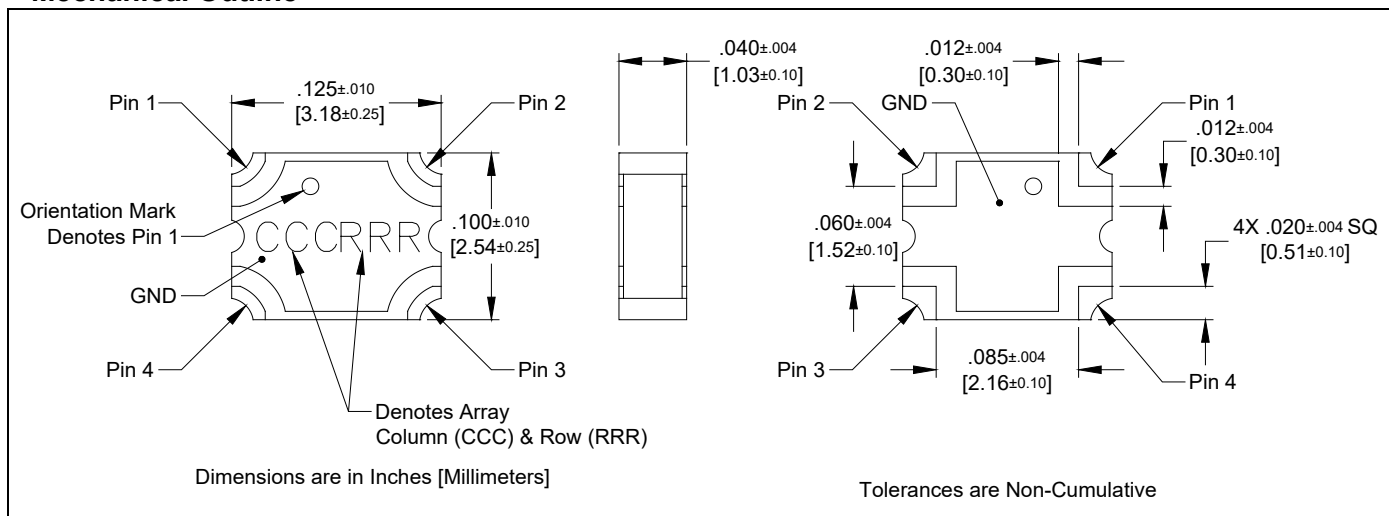 Pin 1
.125±.010
[3.18±0.25]
Pin 2
Orientation Mark
Denotes Pin 1
CCCRRR
.100±.010
[2.54±0.25]
GND
Pin 4
Pin 3
Denotes Array
Column (CCC) & Row (RRR)
Dimensions are in Inches [Millimeters]
.040±.004
[1.03±0.10]
.012±.004
[0.30±0.10]
Pin 2
GND
Pin 1
.012±.004
[0.30±0.10]
.060±.004
[1.52±0.10]
4X .020±.004 SQ
[0.51±0.10]
Pin 3
.085±.004
[2.16±0.10]
Pin 4
Tolerances are Non-Cumulative